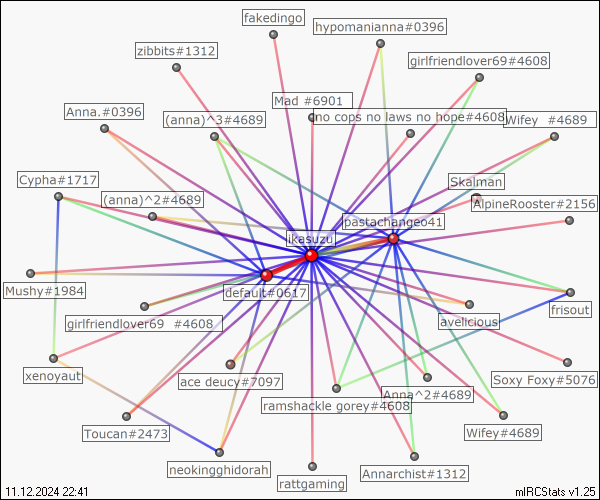 fakedingo
hypomanianna#0396
zibbits#1312
girlfriendlover69#4608
Mad #6901
Anna.#0396
(anna)^3#4689
no cops no laws no hope#4608
Wifey #4689
Cypha#1717
Skalman
(anna)^2#4689
AlpineRooster#2156
pastachangeo41
ikasuzu
Mushy#1984
default#0617
frisout
girlfriendlover69 #4608
avelicious
xenoyaut
ace deucy#7097
Soxy Foxy#5076
Anna^2#4689
ramshackle gorey#4608
Toucan#2473
Wifey#4689
neokingghidorah
Annarchist#1312
rattgaming
11.12.2024 22:41
mIRCStats v1.25